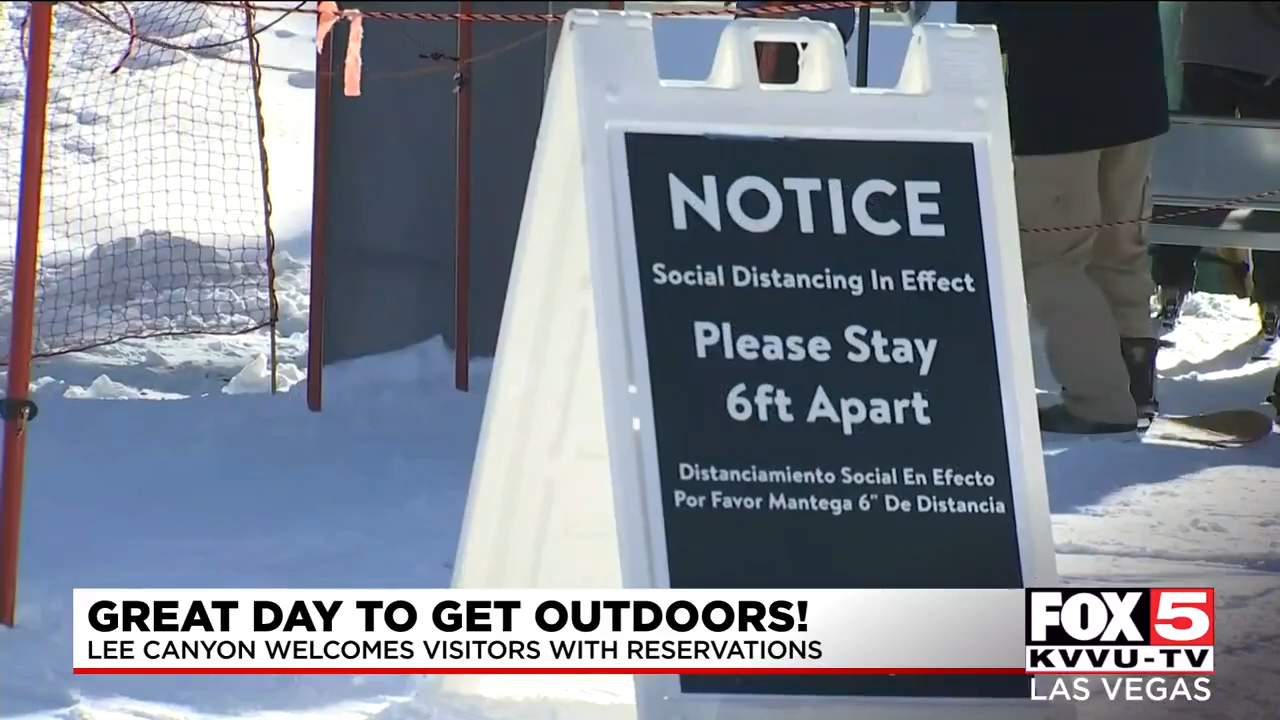 NOTICE
Social Distancing In Effect
Please Stay
6ft Apart
Distanciamiento Social En Efecto
Por Favor Mantega 6" De Distancia
GREAT DAY TO GET OUTDOORS!
LEE CANYON WELCOMES VISITORS WITH RESERVATIONS
FOX 5
KVVU-TV
LAS VEGAS